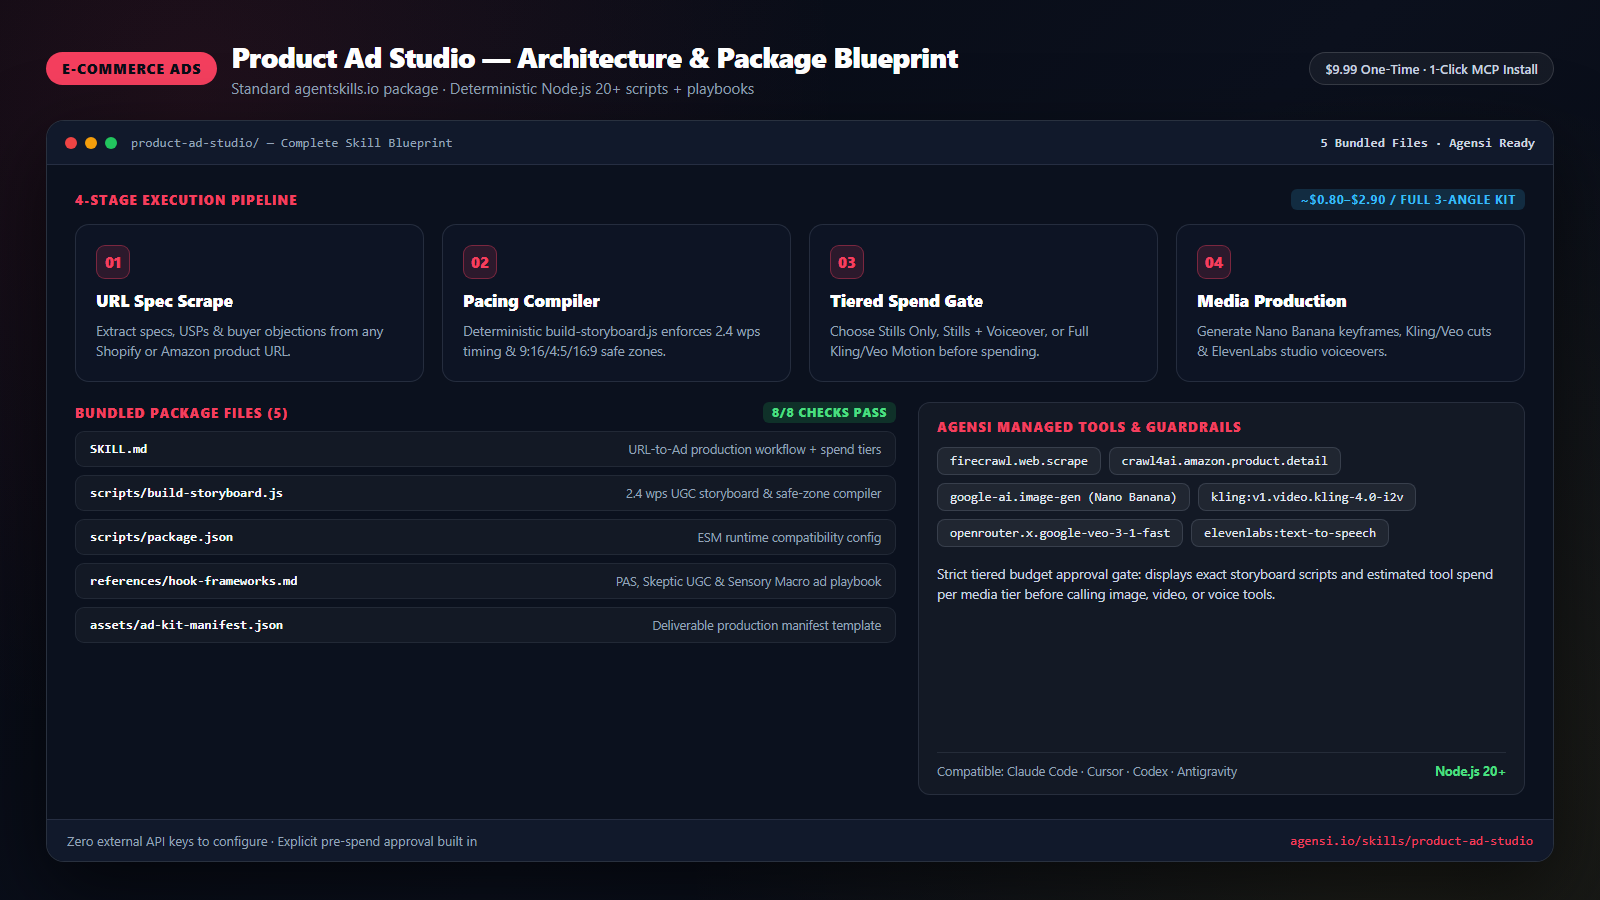 E-COMMERCE ADS
Product Ad Studio — Architecture & Package Blueprint
Standard agentskills.io package · Deterministic Node.js 20+ scripts + playbooks
$9.99 One-Time · 1-Click MCP Install
product-ad-studio/ — Complete Skill Blueprint
5 Bundled Files · Agensi Ready
4-STAGE EXECUTION PIPELINE
~$0.80–$2.90 / FULL 3-ANGLE KIT
01
URL Spec Scrape
Extract specs, USPs & buyer objections from any
Shopify or Amazon product URL.
02
Pacing Compiler
Deterministic build-storyboard.js enforces 2.4 wps
timing & 9:16/4:5/16:9 safe zones.
03
Tiered Spend Gate
Choose Stills Only, Stills + Voiceover, or Full
Kling/Veo Motion before spending.
04
Media Production
Generate Nano Banana keyframes, Kling/Veo cuts
& ElevenLabs studio voiceovers.
BUNDLED PACKAGE FILES (5)
8/8 CHECKS PASS
SKILL.md
URL-to-Ad production workflow + spend tiers
scripts/build-storyboard.js
2.4 wps UGC storyboard & safe-zone compiler
scripts/package.json
ESM runtime compatibility config
references/hook-frameworks.md
PAS, Skeptic UGC & Sensory Macro ad playbook
assets/ad-kit-manifest.json
Deliverable production manifest template
AGENSI MANAGED TOOLS & GUARDRAILS
firecrawl.web.scrape
crawl4ai.amazon.product.detail
google-ai.image-gen (Nano Banana)
kling:v1.video.kling-4.0-i2v
openrouter.x.google-veo-3-1-fast
elevenlabs:text-to-speech
Strict tiered budget approval gate: displays exact storyboard scripts and estimated tool spend
per media tier before calling image, video, or voice tools.
Compatible: Claude Code · Cursor · Codex · Antigravity
Node.js 20+
Zero external API keys to configure · Explicit pre-spend approval built in
agensi.io/skills/product-ad-studio